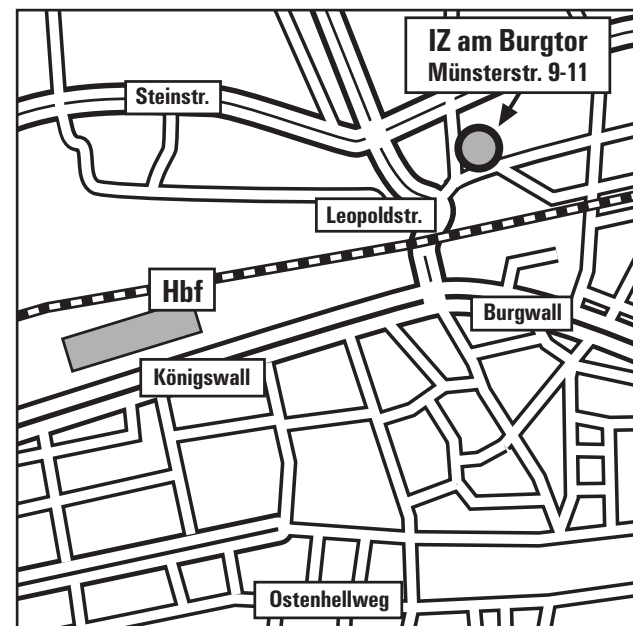 IZ am Burgtor
Münsterstr. 9-11
Steinstr.
Leopoldstr.
Hbf
Burgwall
Königswall
Ostenhellweg